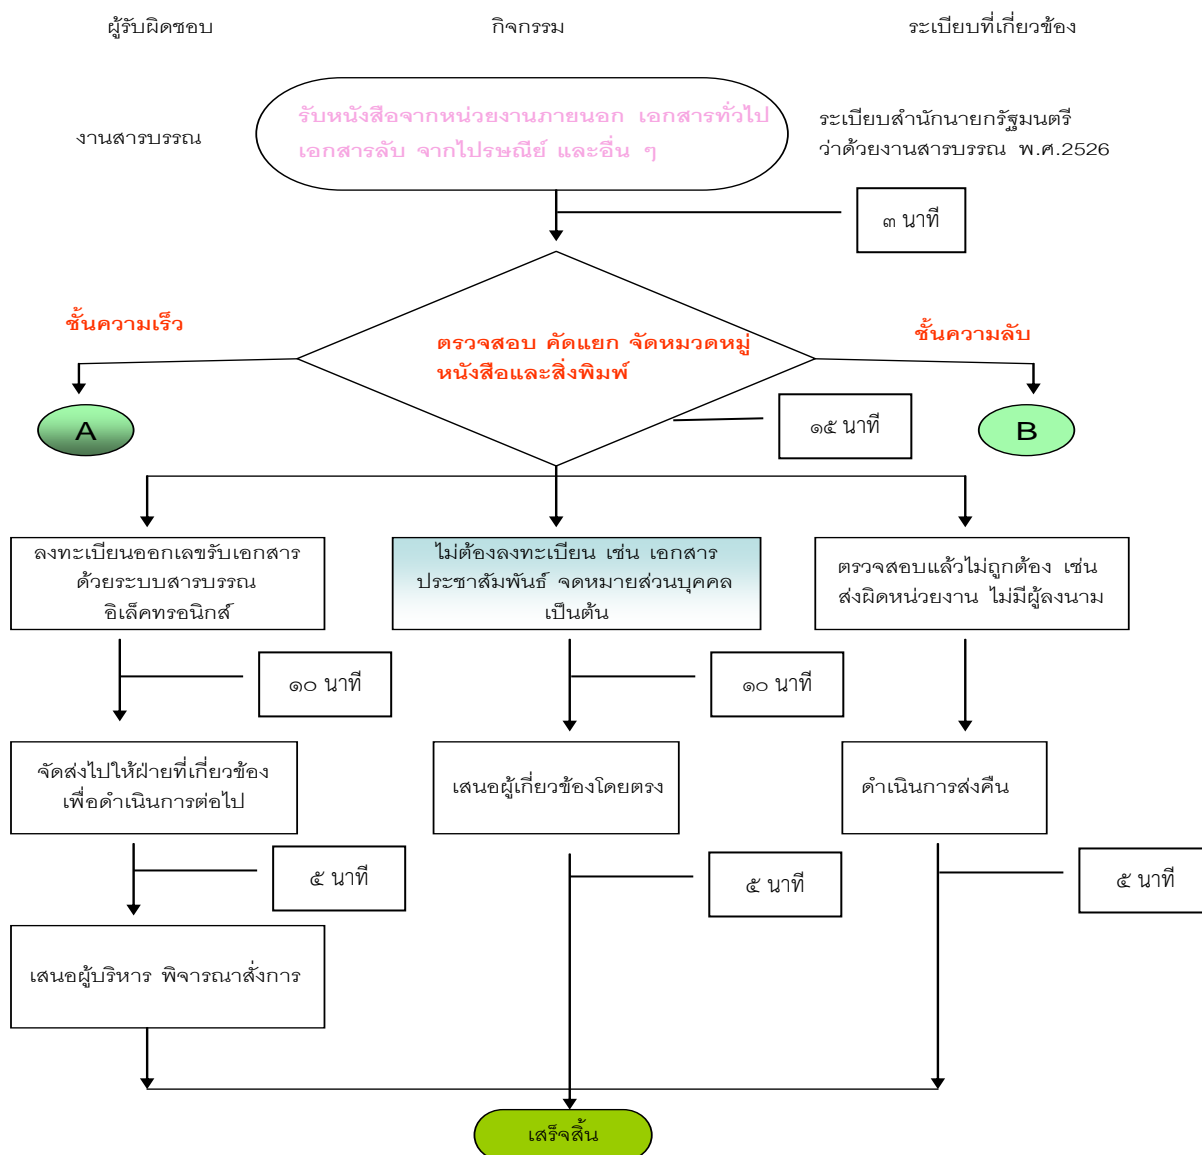 ผู้รับผิดชอบ
กิจกรรม
ระเบียบที่เกี่ยวข้อง
งานสารบรรณ
รับหนังสือจากหน่วยงานภายนอก เอกสารทั่วไป
เอกสารลับ จากไปรษณีย์ และอื่น ๆ
ระเบียบสำนักนายกรัฐมนตรี
ว่าด้วยงานสารบรรณ พ.ศ.2526
๓ นาที
ชั้นความเร็ว
ตรวจสอบ คัดแยก จัดหมวดหมู่
หนังสือและสิ่งพิมพ์
ชั้นความลับ
A
๑๕ นาที
B
ลงทะเบียนออกเลขรับเอกสาร
ด้วยระบบสารบรรณ
อิเล็คทรอนิกส์
ไม่ต้องลงทะเบียน เช่น เอกสาร
ประชาสัมพันธ์ จดหมายส่วนบุคคล
เป็นต้น
ตรวจสอบแล้วไม่ถูกต้อง เช่น
ส่งผิดหน่วยงาน ไม่มีผู้ลงนาม
๑๐ นาที
๑๐ นาที
จัดส่งไปให้ฝ่ายที่เกี่ยวข้อง
เพื่อดำเนินการต่อไป
เสนอผู้เกี่ยวข้องโดยตรง
ดำเนินการส่งคืน
๕ นาที
๕ นาที
๕ นาที
เสนอผู้บริหาร พิจารณาสั่งการ
เสร็จสิ้น